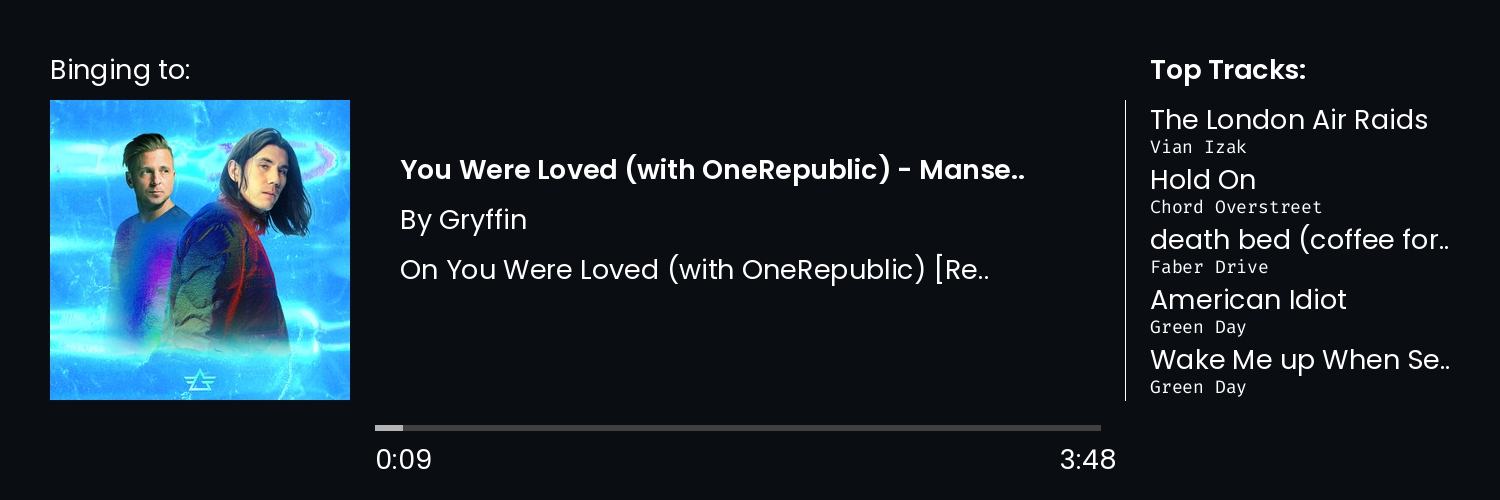 Binging to:
You Were Loved (with OneRepublic) - Manse..
By Gryffin
On You Were Loved (with OneRepublic) [Re..
0:09
3:48
Top Tracks:
The London Air Raids
Vian Izak
Hold On
Chord Overstreet
death bed (coffee for..
Faber Drive
American Idiot
Green Day
Wake Me up When Se..
Green Day